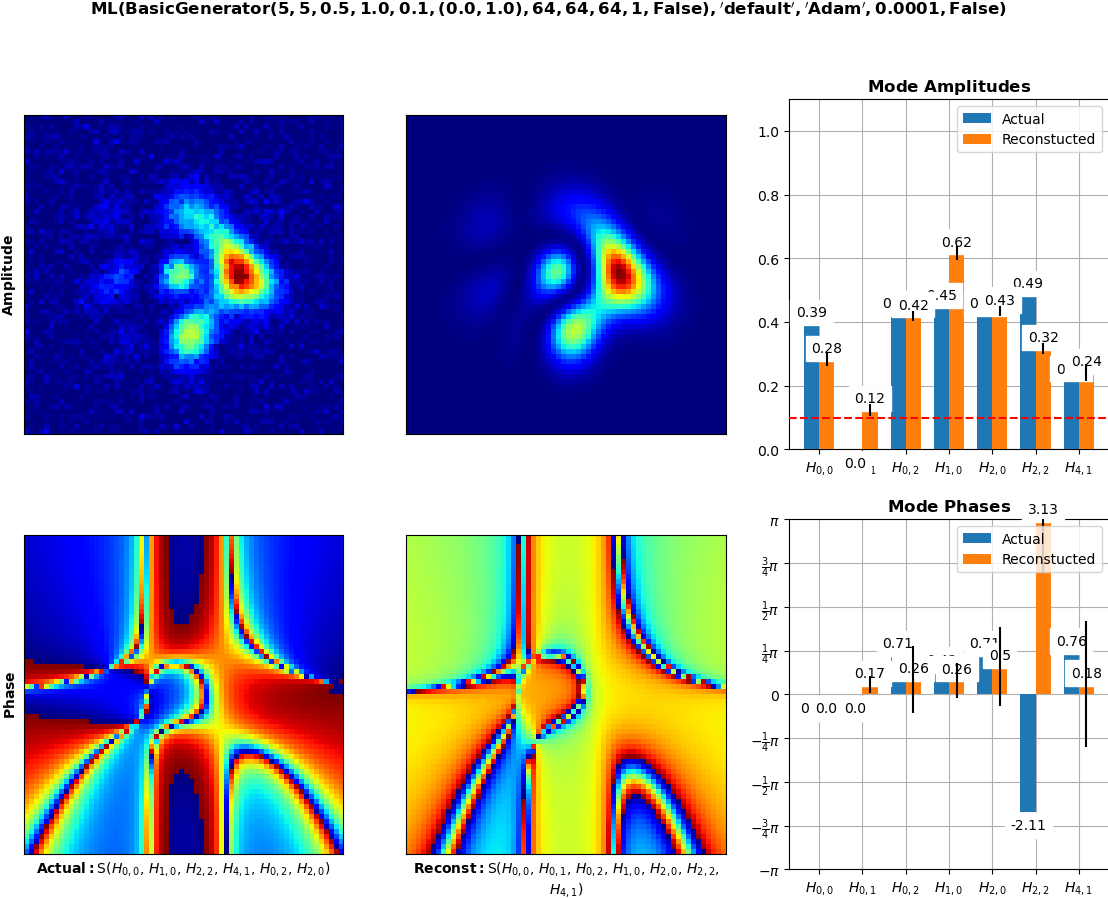 ML(BasicGenerator(5, 5, 0.5, 1.0, 0.1, (0.0, 1.0), 64, 64, 64, 1, False), ′default′, ′Adam′, 0.0001, False)
Amplitude
Mode Amplitudes
Actual
Reconstucted
1.0
0.8
0.6
0.4
0.2
0.0
0.39
0.28
0.0
0.12
0
0.42
0.45
0.62
0
0.43
0.49
0.32
0
0.24
H0,0
1
H0,2
H1,0
H2,0
H2,2
H4,1
Phase
Actual: S(H0,0, H1,0, H2,2, H4,1, H0,2, H2,0)
Reconst: S(H0,0, H0,1, H0,2, H1,0, H2,0, H2,2,
H4,1)
Mode Phases
Actual
Reconstucted
π
3/4π
1/2π
1/4π
0
−1/4π
−1/2π
−3/4π
−π
0
0.0
0.0
0.17
0.71
0.26
0.26
0.71
0.5
-2.11
3.13
0.76
0.18
H0,0
H0,1
H0,2
H1,0
H2,0
H2,2
H4,1